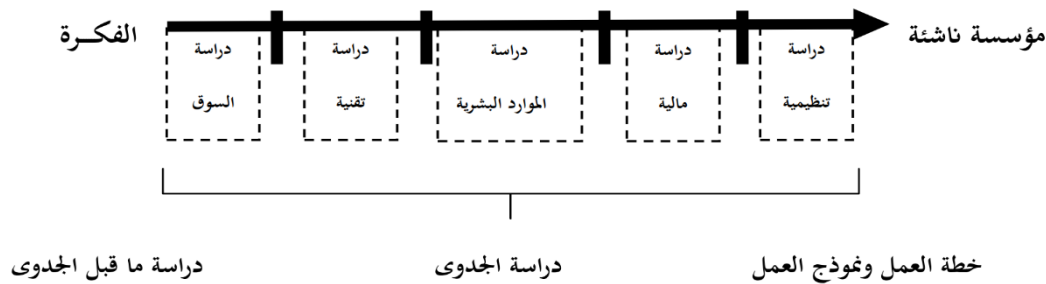 الفكـــرة
مؤسسة ناشئة
دراسة
السوق
دراسة
تقنية
دراسة
الموارد البشرية
دراسة
مالية
دراسة
تنظيمية
دراسة ما قبل الجدوى
دراسة الجدوى
خطة العمل ونموذج العمل